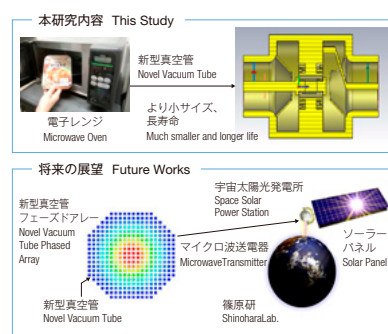 本研究内容 This Study
新型真空管
Novel Vacuum Tube
より小サイズ、
長寿命
Much smaller and longer life
電子レンジ
Microwave Oven
将来の展望 Future Works
新型真空管
フェーズドアレー
Novel Vacuum
Tube Phased
Array
宇宙太陽光発電所
Space Solar
Power Station
ソーラー
パネル
Solar Panel
マイクロ波送電器
MicrowaveTransmitter
新型真空管
Novel Vacuum Tube
篠原研
ShinoharaLab.